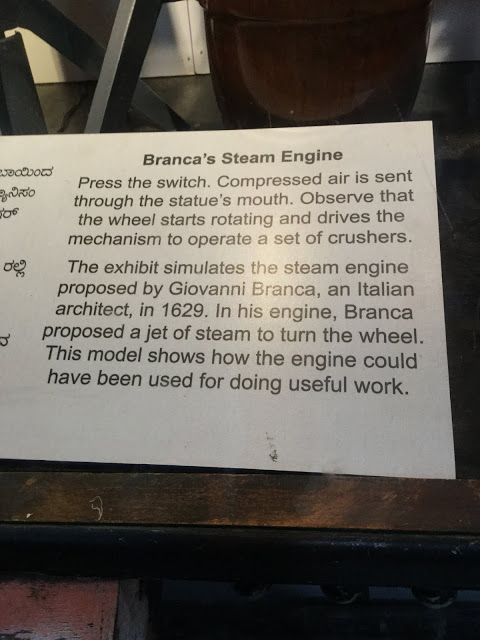 Branca's Steam Engine
Press the switch. Compressed air is sent
through the statue's mouth. Observe that
the wheel starts rotating and drives the
mechanism to operate a set of crushers.
The exhibit simulates the steam engine
proposed by Giovanni Branca, an Italian
architect, in 1629. In his engine, Branca
proposed a jet of steam to turn the wheel.
This model shows how the engine could
have been used for doing useful work.